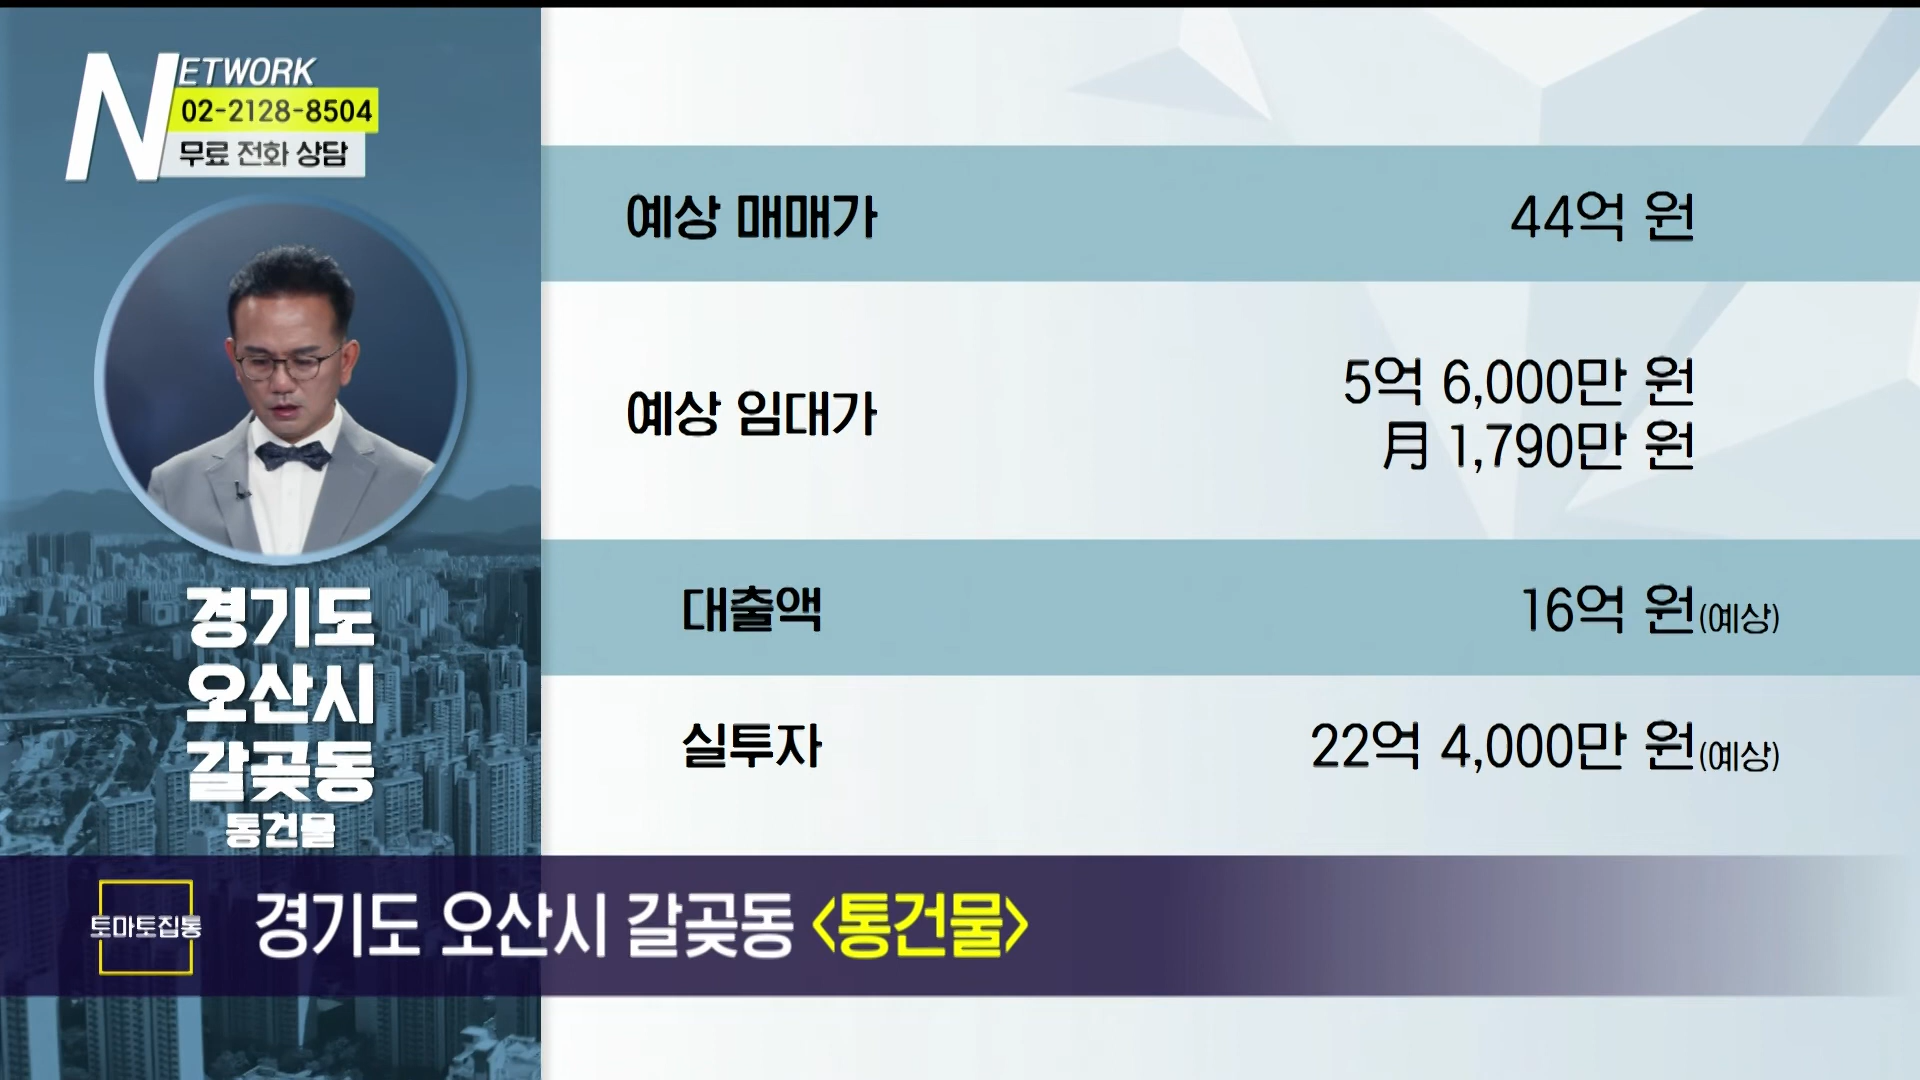 NETWORK
02-2128-8504
무료 전화 상담
경기도
오산시
갈곶동
통건물
예상 매매가 44억 원
예상 임대가 5억 6,000만 원
月 1,790만 원
대출액 16억 원(예상)
실투자 22억 4,000만 원(예상)
토마토집통 경기도 오산시 갈곶동 <통건물>